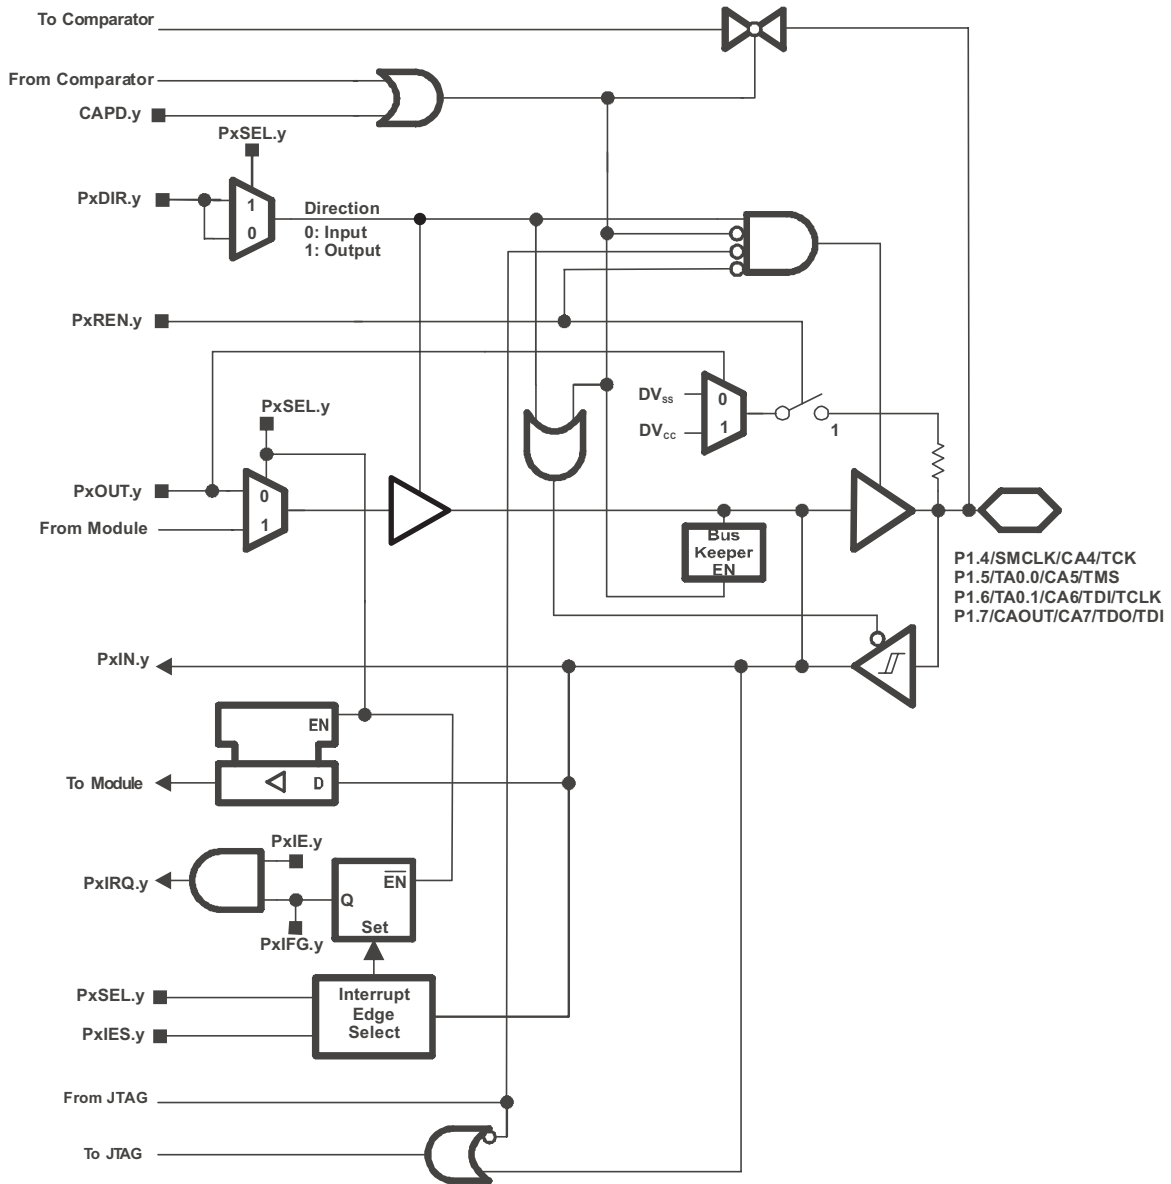 To Comparator
From Comparator
CAPD.y
PxSEL.y
PxDIR.y
1
0
Direction
0: Input
1: Output
PxREN.y
DVss
DVcc
0
1
1
PxSEL.y
PxOUT.y
0
From Module
1
Bus
Keeper
EN
P1.4/SMCLK/CA4/TCK
P1.5/TA0.0/CA5/TMS
P1.6/TA0.1/CA6/TDI/TCLK
P1.7/CAOUT/CA7/TDO/TDI
PxIN.y
EN
To Module
D
PxIE.y
PxIRQ.y
EN
Q
Set
PxIFG.y
PxSEL.y
PxIES.y
Interrupt
Edge
Select
From JTAG
To JTAG